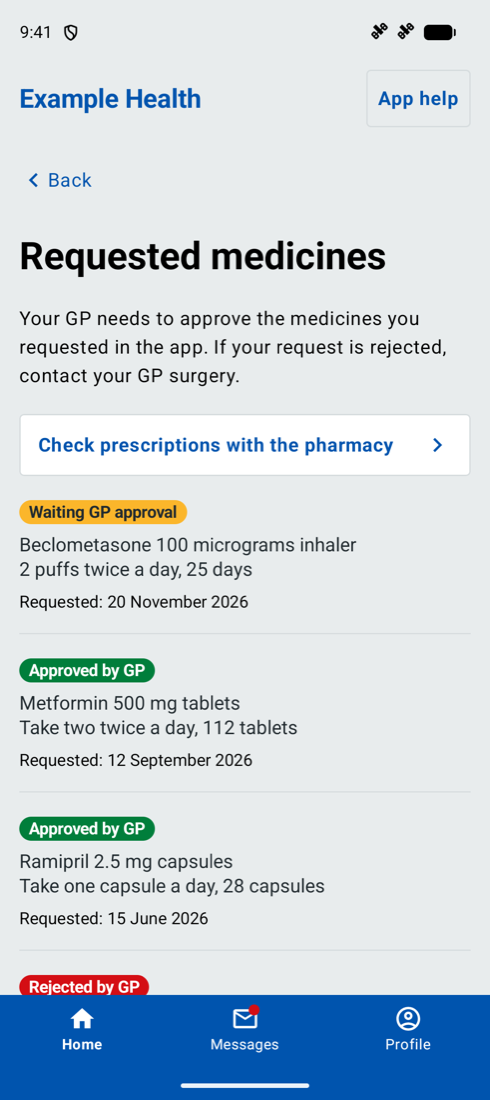 9:41
Example Health
App help
Back
Requested medicines
Your GP needs to approve the medicines you
requested in the app. If your request is rejected,
contact your GP surgery.
Check prescriptions with the pharmacy
Waiting GP approval
Beclometasone 100 micrograms inhaler
2 puffs twice a day, 25 days
Requested: 20 November 2026
Approved by GP
Metformin 500 mg tablets
Take two twice a day, 112 tablets
Requested: 12 September 2026
Approved by GP
Ramipril 2.5 mg capsules
Take one capsule a day, 28 capsules
Requested: 15 June 2026
Rejected by GP
Home
Messages
Profile